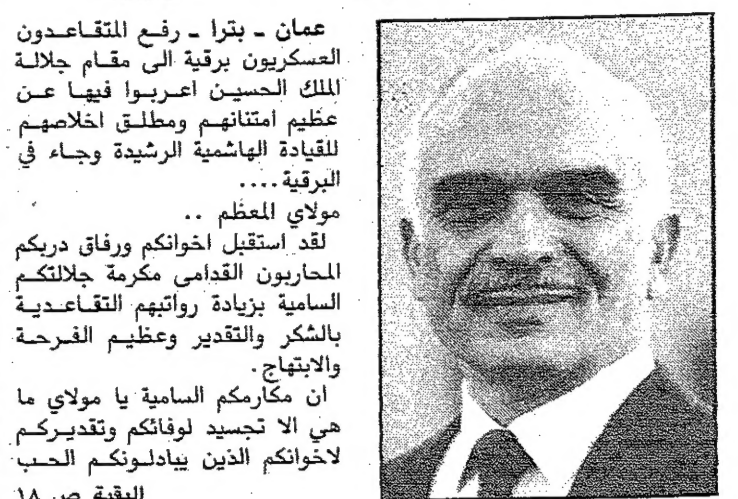 عمان ـ بترا ـ رفع المتقاعدون
العسكريون برقية الى مقام جلالة
الملك الحسين اعربوا فيها عن
عظيم امتنانهم ومطلق اخلاصهم
للقيادة الهاشمية الرشيدة وجاء في
البرقية ....
مولاي المعظم ..
لقد استقبل اخوانكم ورفاق دربكم
المحاربون القدامى مكرمة جلالتكم
السامية بزيادة رواتبهم التقاعدية
بالشكر والتقدير وعظيم الفرحة
والابتهاج .
ان مكارمكم السامية يا مولاي ما
هي الا تجسيد لوفائكم وتقديركم
لاخوانكم الذين يبادلونكم الحب
البقية ص ١٨